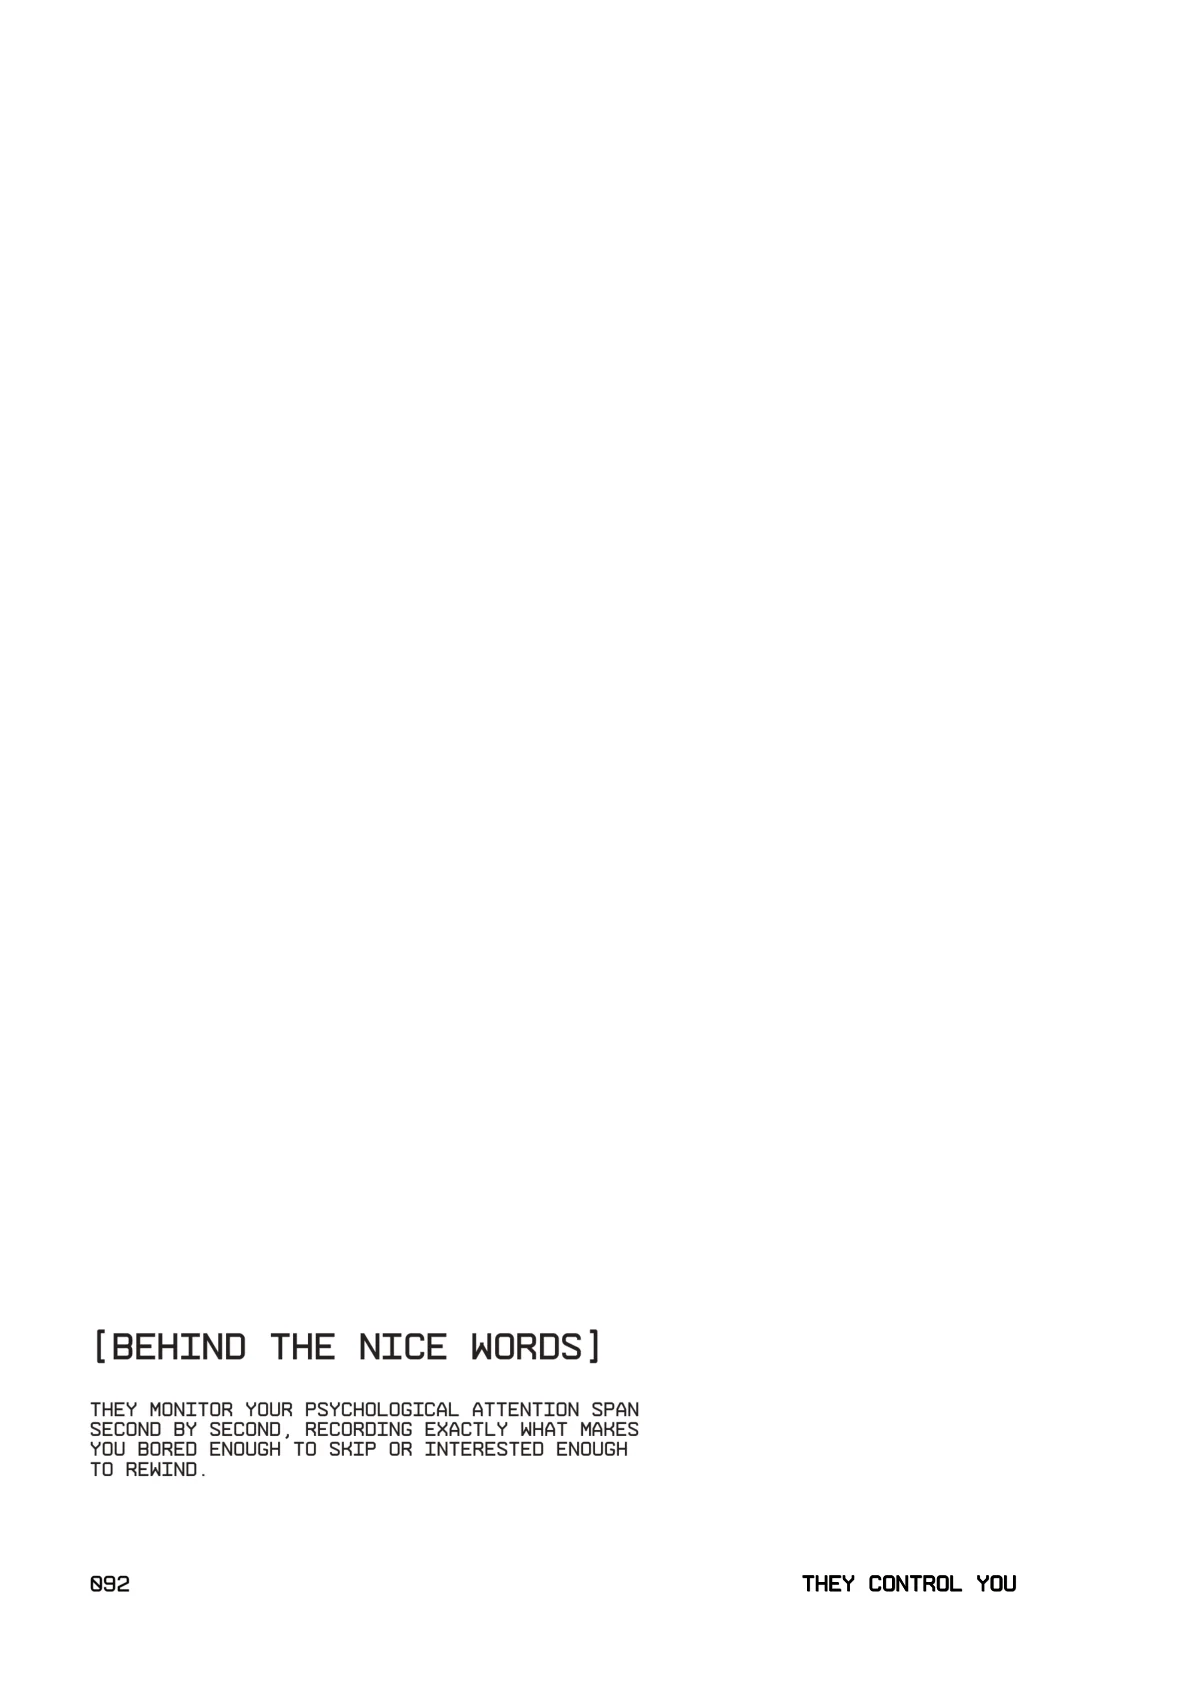 [BEHIND THE NICE WORDS]
THEY MONITOR YOUR PSYCHOLOGICAL ATTENTION SPAN
SECOND BY SECOND, RECORDING EXACTLY WHAT MAKES
YOU BORED ENOUGH TO SKIP OR INTERESTED ENOUGH
TO REWIND.
092
THEY CONTROL YOU